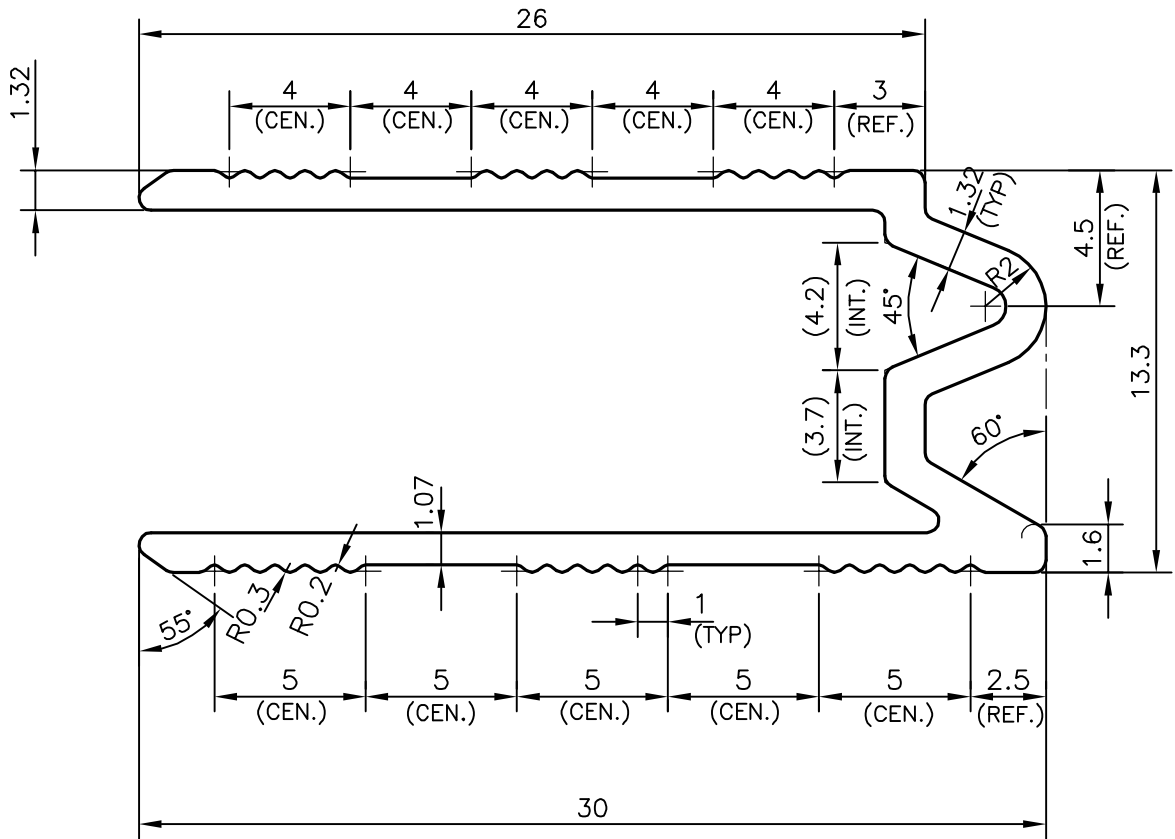 26
1.32
4
4
4
4
4
3
(CEN.)
(CEN.)
(CEN.)
(CEN.)
(CEN.)
(REF.)
1.32
(TYP)
4.5
(REF.)
R2
(4.2)
(INT.)
45°
13.3
(3.7)
(INT.)
60°
1.07
1.6
R0.3
R0.2
55°
1
(TYP)
5
5
5
5
5
2.5
(CEN.)
(CEN.)
(CEN.)
(CEN.)
(CEN.)
(REF.)
30